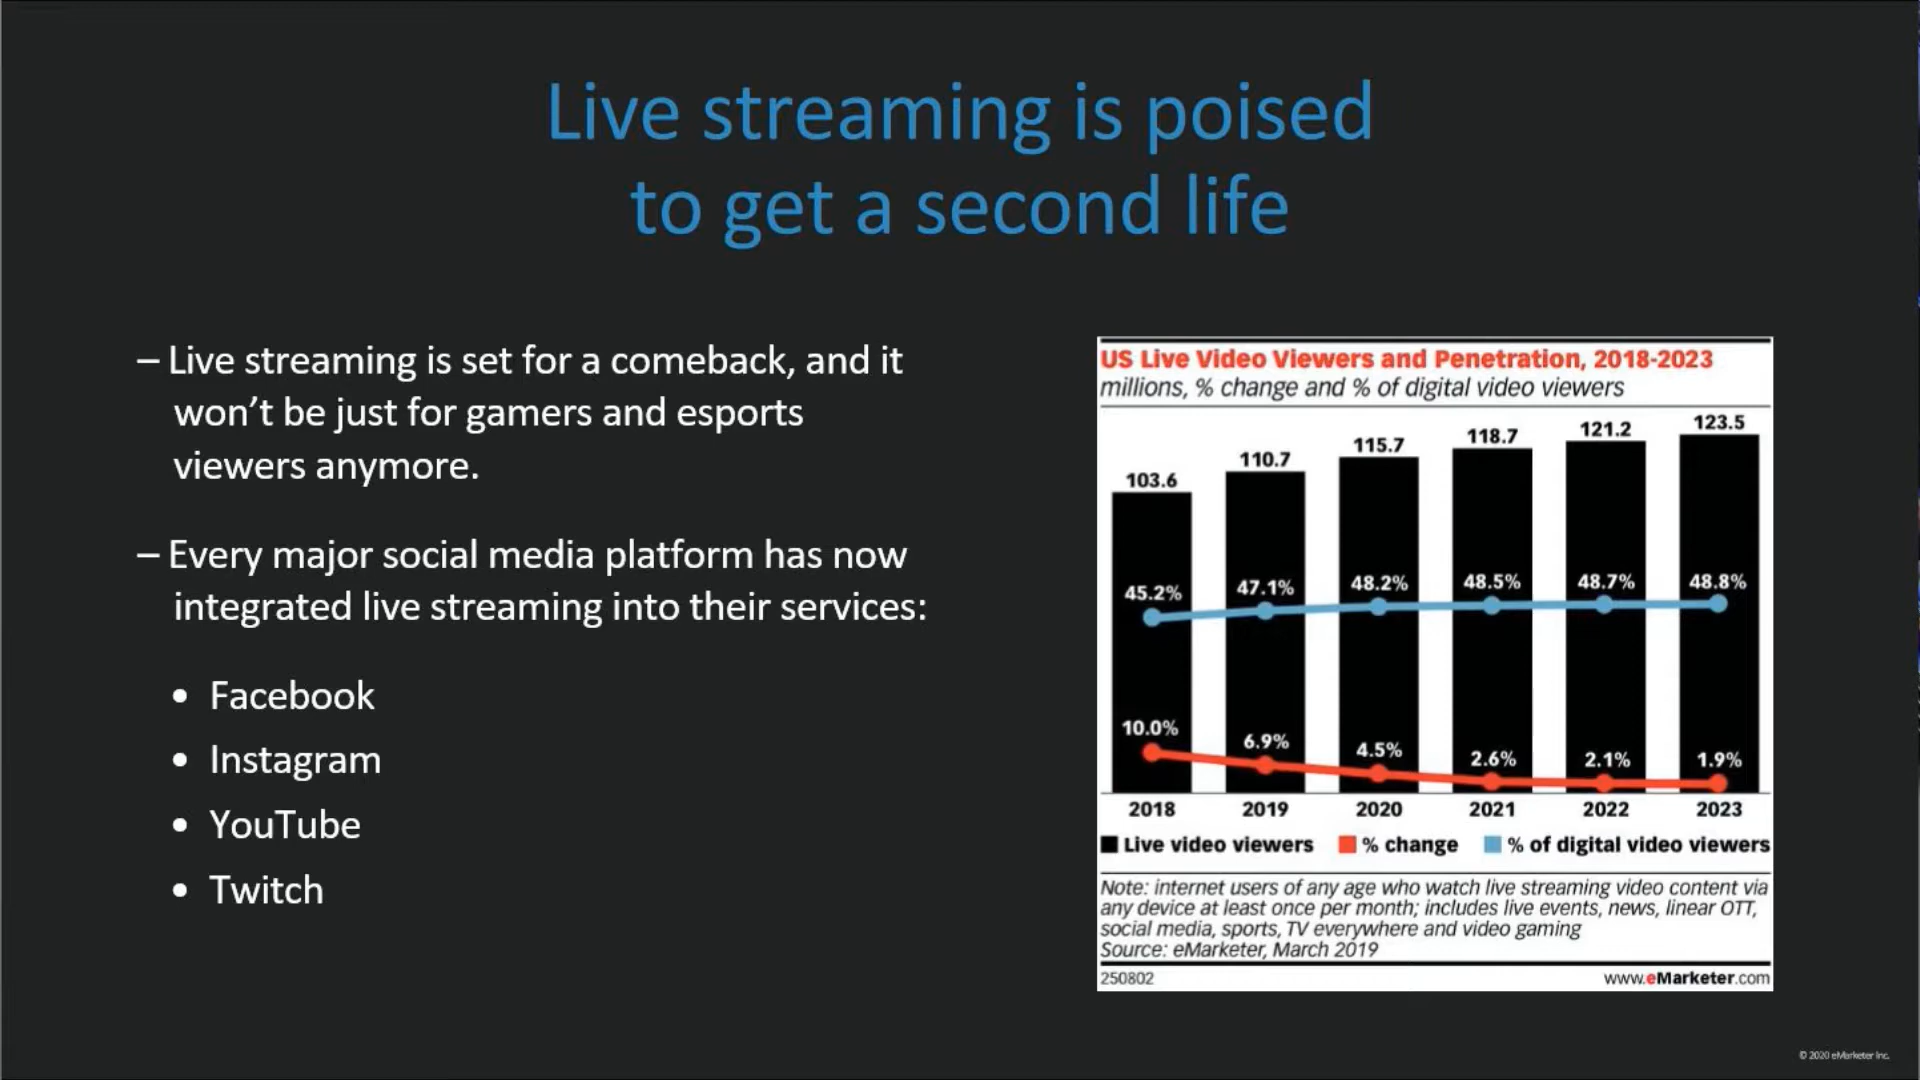 Live streaming is poised
to get a second life
– Live streaming is set for a comeback, and it
won’t be just for gamers and esports
viewers anymore.
– Every major social media platform has now
integrated live streaming into their services:
• Facebook
• Instagram
• YouTube
• Twitch
US Live Video Viewers and Penetration, 2018-2023
millions, % change and % of digital video viewers
103.6 110.7 115.7 118.7 121.2 123.5
45.2% 47.1% 48.2% 48.5% 48.7% 48.8%
10.0% 6.9% 4.5% 2.6% 2.1% 1.9%
2018 2019 2020 2021 2022 2023
Live video viewers % change % of digital video viewers
Note: internet users of any age who watch live streaming video content via
any device at least once per month; includes live events, news, linear OTT,
social media, sports, TV everywhere and video gaming
Source: eMarketer, March 2019
250802 www.eMarketer.com
© 2020 eMarketer Inc.